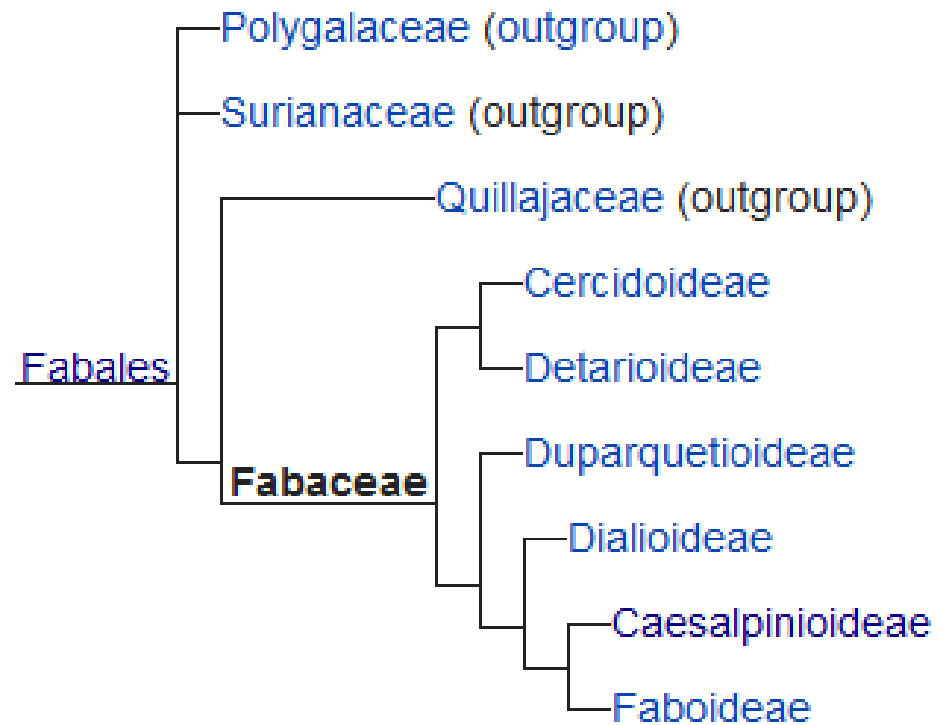 Polygalaceae (outgroup)
Surianaceae (outgroup)
Quillajaceae (outgroup)
Cercidoideae
Fabales
Detarioideae
Duparquetioideae
Fabaceae
Dialioideae
Caesalpinioideae
Faboideae